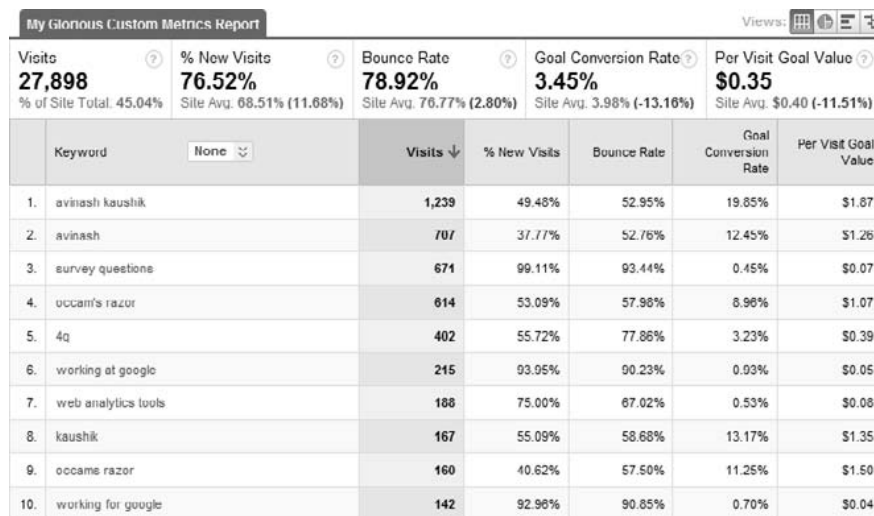 My Glorious Custom Metrics Report
Views:
Visits ? % New Visits ? Bounce Rate ? Goal Conversion Rate ? Per Visit Goal Value ?
27,898 76.52% 78.92% 3.45% $0.35
% of Site Total: 45.04% Site Avg: 68.51% (11.68%) Site Avg: 76.77% (2.80%) Site Avg: 3.98% (-13.16%) Site Avg: $0.40 (-11.51%)
Keyword None Visits ↓ % New Visits Bounce Rate Goal Conversion Rate Per Visit Goal Value
1. avinash kaushik 1,239 49.48% 52.95% 19.85% $1.87
2. avinash 707 37.77% 52.76% 12.45% $1.26
3. survey questions 671 99.11% 93.44% 0.45% $0.07
4. occam's razor 614 53.09% 57.98% 8.96% $1.07
5. 4q 402 55.72% 77.86% 3.23% $0.39
6. working at google 215 93.95% 90.23% 0.93% $0.05
7. web analytics tools 188 75.00% 67.02% 0.53% $0.08
8. kaushik 167 55.09% 58.68% 13.17% $1.35
9. occams razor 160 40.62% 57.50% 11.25% $1.50
10. working for google 142 92.96% 90.85% 0.70% $0.04